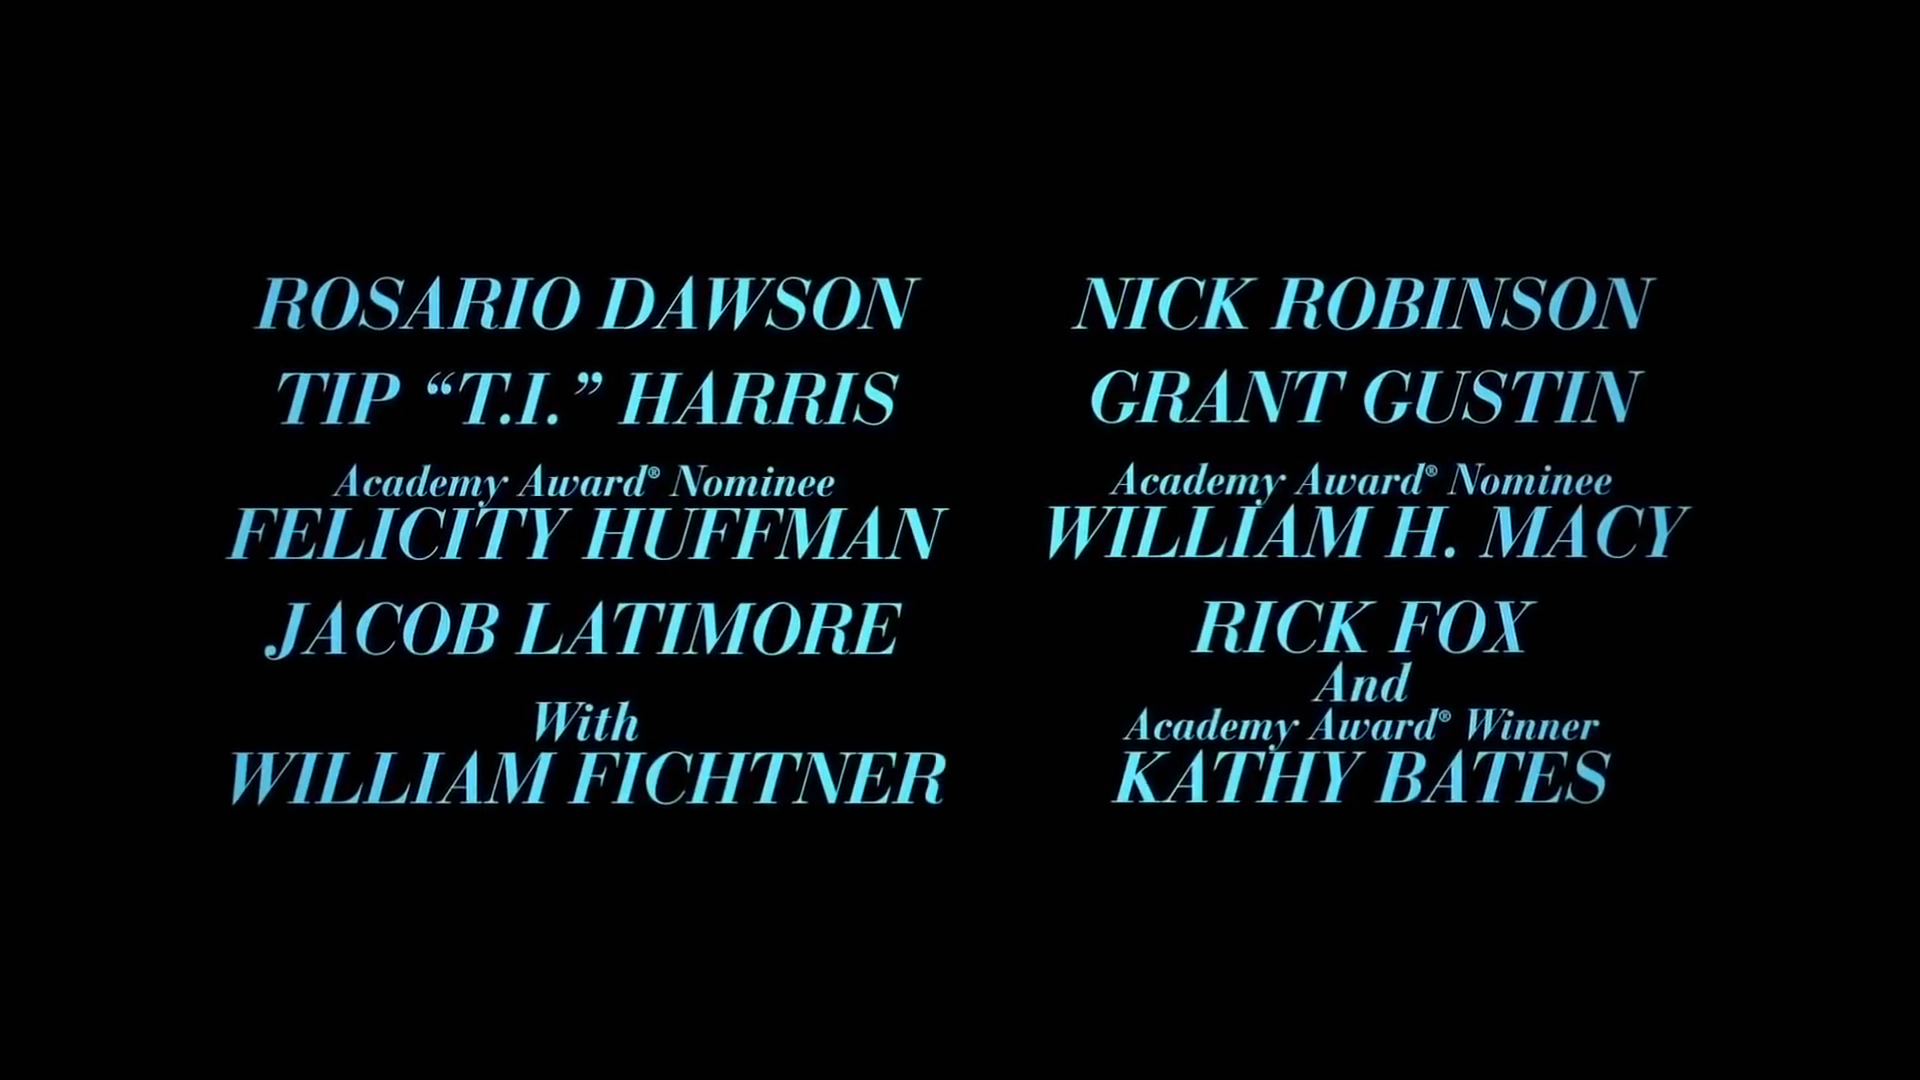 ROSARIO DAWSON
TIP “T.I.” HARRIS
Academy Award® Nominee
FELICITY HUFFMAN
JACOB LATIMORE
With
WILLIAM FICHTNER
NICK ROBINSON
GRANT GUSTIN
Academy Award® Nominee
WILLIAM H. MACY
RICK FOX
And
Academy Award® Winner
KATHY BATES